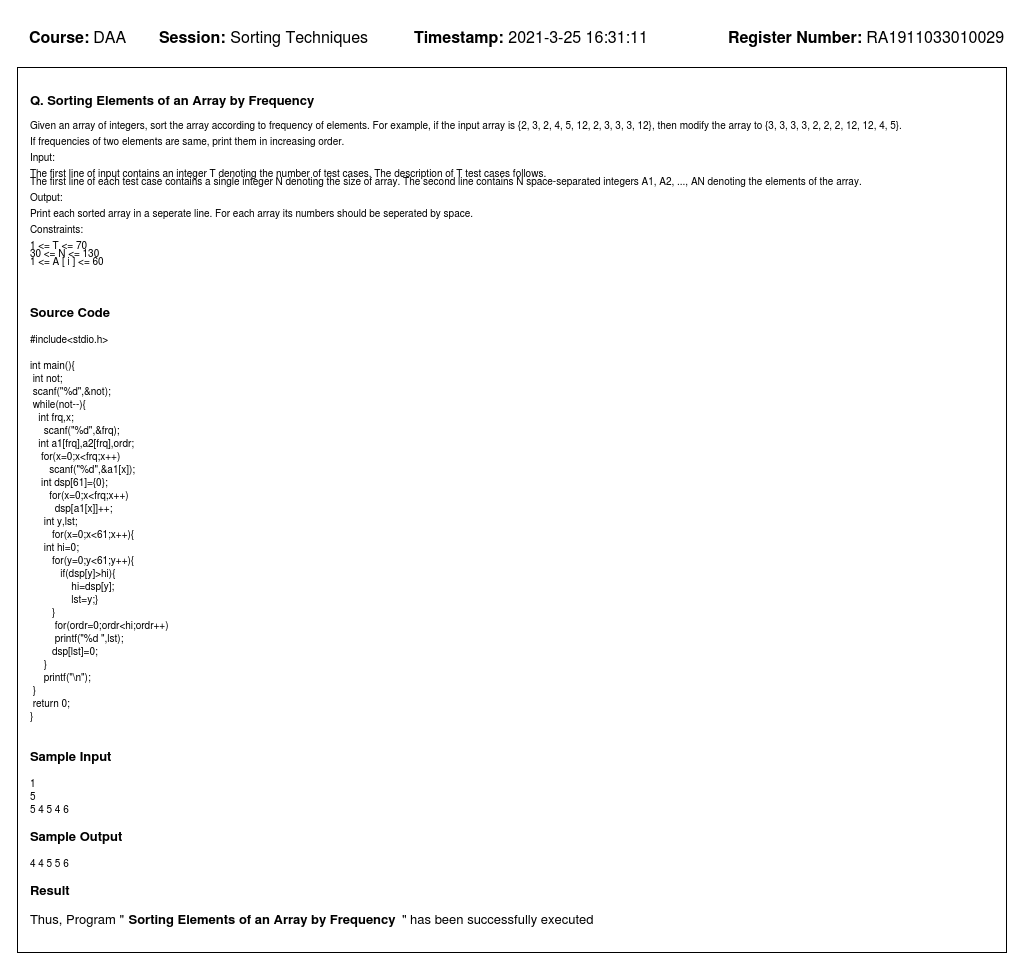 Course: DAA Session: Sorting Techniques Timestamp: 2021-3-25 16:31:11 Register Number: RA1911033010029
Q. Sorting Elements of an Array by Frequency
Given an array of integers, sort the array according to frequency of elements. For example, if the input array is {2, 3, 2, 4, 5, 12, 2, 3, 3, 3, 12}, then modify the array to {3, 3, 3, 3, 2, 2, 2, 12, 12, 4, 5}.
If frequencies of two elements are same, print them in increasing order.
Input:
The first line of input contains an integer T denoting the number of test cases. The description of T test cases follows.
The first line of each test case contains a single integer N denoting the size of array. The second line contains N space-separated integers A1, A2, ..., AN denoting the elements of the array.
Output:
Print each sorted array in a seperate line. For each array its numbers should be seperated by space.
Constraints:
1 <= T <= 70
30 <= N <= 130
1 <= A [ i ] <= 60
Source Code
#include<stdio.h>
int main(){
int not;
scanf("%d",&not);
while(not--){
int frq,x;
scanf("%d",&frq);
int a1[frq],a2[frq],ordr;
for(x=0;x<frq;x++)
scanf("%d",&a1[x]);
int dsp[61]={0};
for(x=0;x<frq;x++)
dsp[a1[x]]++;
int y,lst;
for(x=0;x<61;x++){
int hi=0;
for(y=0;y<61;y++){
if(dsp[y]>hi){
hi=dsp[y];
lst=y;}
}
for(ordr=0;ordr<hi;ordr++)
printf("%d ",lst);
dsp[lst]=0;
}
printf("\n");
}
return 0;
}
Sample Input
1
5
5 4 5 4 6
Sample Output
4 4 5 5 6
Result
Thus, Program " Sorting Elements of an Array by Frequency " has been successfully executed